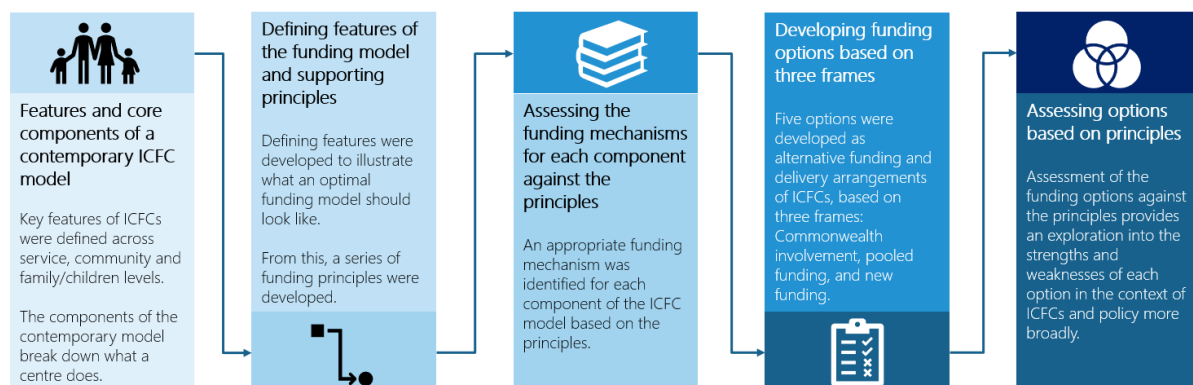 Features and core
components of a
contemporary ICFC
model
Key features of ICFCs
were defined across
service, community and
family/children levels.
The components of the
contemporary model
break down what a
centre does.
Defining features of
the funding model
and supporting
principles
Defining features were
developed to illustrate
what an optimal
funding model should
look like.
From this, a series of
funding principles were
developed.
Assessing the
funding mechanisms
for each component
against the
principles
An appropriate funding
mechanism was
identified for each
component of the ICFC
model based on the
principles.
Developing funding
options based on
three frames
Five options were
developed as
alternative funding and
delivery arrangements
of ICFCs, based on
three frames:
Commonwealth
involvement, pooled
funding, and new
funding.
Assessing options
based on principles
Assessment of the
funding options against
the principles provides
an exploration into the
strengths and
weaknesses of each
option in the context of
ICFCs and policy more
broadly.